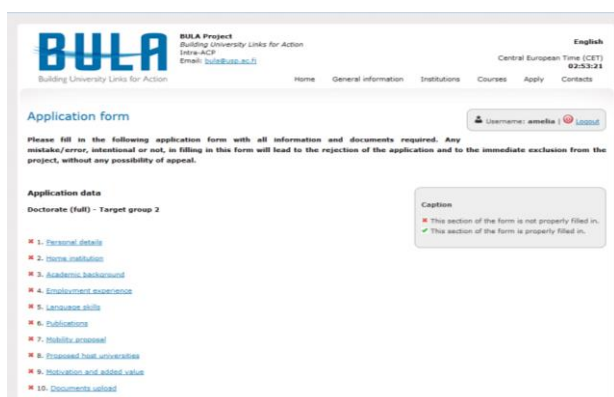 BULA
Building University Links for Action
BULA Project
Building University Links for Action
Intra-ACP
Email: bula@usp.ac.fj
English
Central European Time (CET)
02:53:21
Home General information Institutions Courses Apply Contacts
Application form
Username: amelia | Logout
Please fill in the following application form with all information and documents required. Any
mistake/error, intentional or not, in filling in this form will lead to the rejection of the application and to the immediate exclusion from the
project, without any possibility of appeal.
Application data
Doctorate (full) - Target group 2
Caption
This section of the form is not properly filled in.
This section of the form is properly filled in.
1. Personal details
2. Home institution
3. Academic background
4. Employment experience
5. Language skills
6. Publications
7. Mobility proposal
8. Proposed host universities
9. Motivation and added value
10. Documents upload